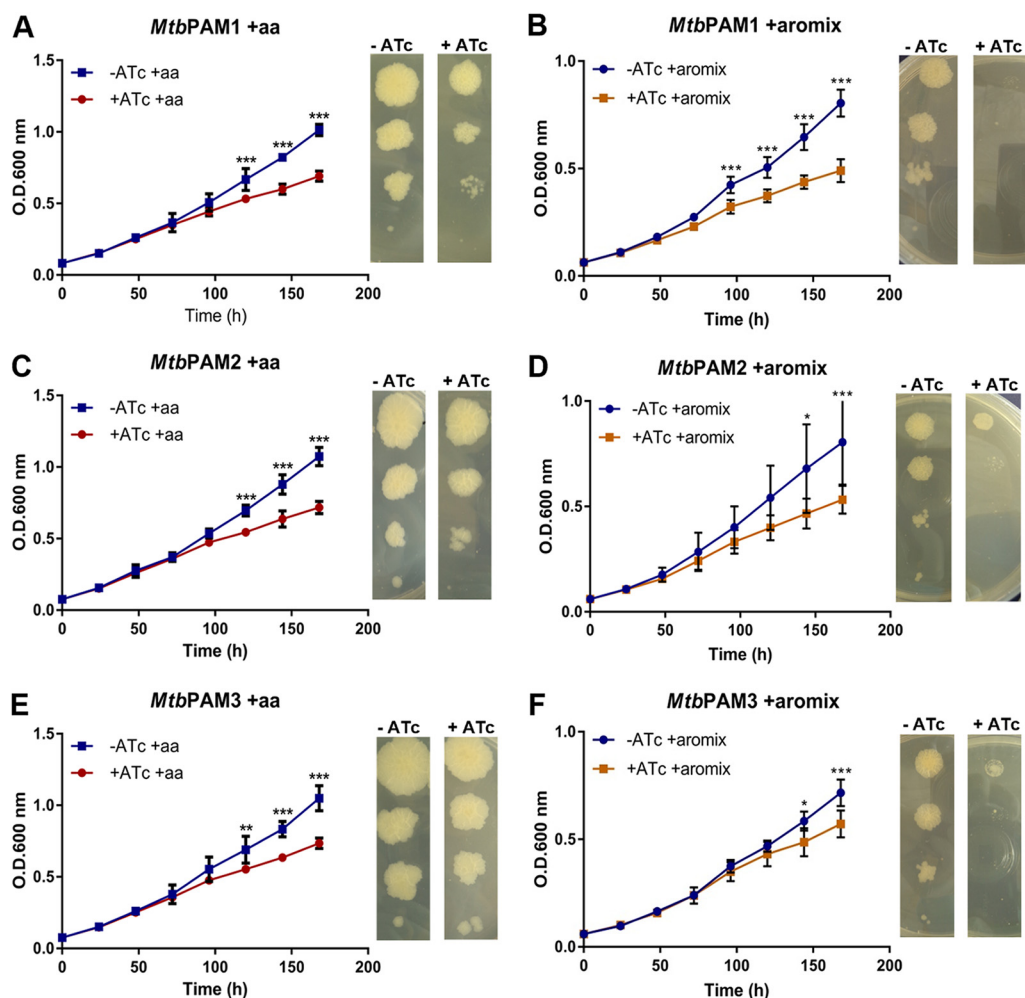 A
MtbPAM1 +aa
-ATc +aa
+ATc +aa
O.D.600 nm
1.5
1.0
0.5
0.0
*** *** ***
0 50 100 150 200
Time (h)
- ATc + ATc
B
MtbPAM1 +aromix
-ATc +aromix
+ATc +aromix
O.D.600 nm
1.0
0.5
0.0
*** *** *** ***
0 50 100 150 200
Time (h)
- ATc + ATc
C
MtbPAM2 +aa
-ATc +aa
+ATc +aa
O.D.600 nm
1.5
1.0
0.5
0.0
*** *** ***
0 50 100 150 200
Time (h)
- ATc + ATc
D
MtbPAM2 +aromix
-ATc +aromix
+ATc +aromix
O.D.600 nm
1.0
0.5
0.0
* ***
0 50 100 150 200
Time (h)
- ATc + ATc
E
MtbPAM3 +aa
-ATc +aa
+ATc +aa
O.D.600 nm
1.5
1.0
0.5
0.0
** *** ***
0 50 100 150 200
Time (h)
- ATc + ATc
F
MtbPAM3 +aromix
-ATc +aromix
+ATc +aromix
O.D.600 nm
1.0
0.5
0.0
* ***
0 50 100 150 200
Time (h)
- ATc + ATc